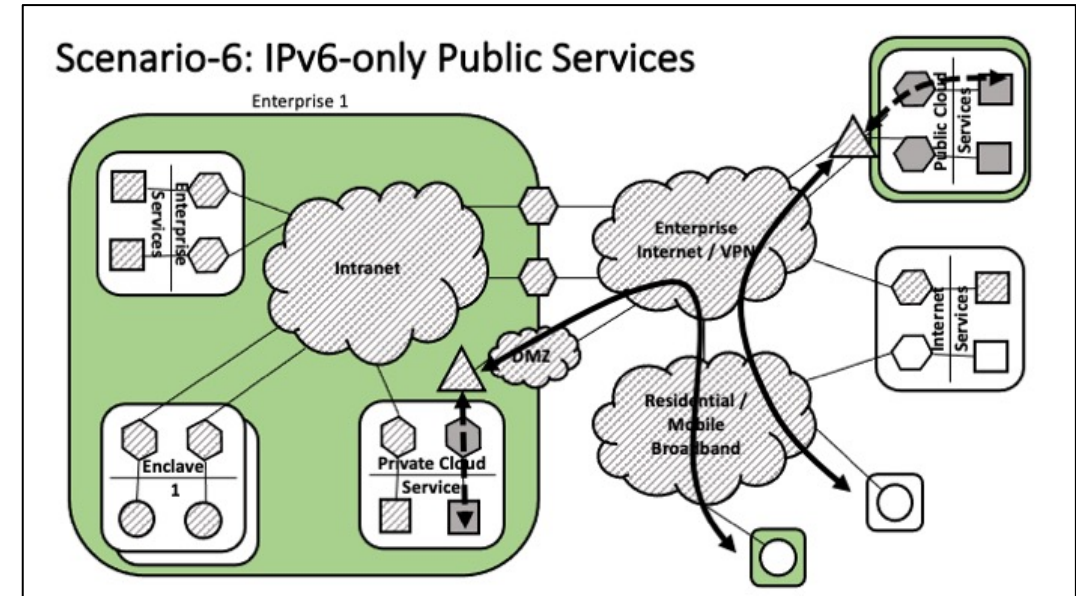 Scenario-6: IPv6-only Public Services
Enterprise 1
Enterprise
Services
Intranet
Enterprise
Internet / VPN
Public Cloud
Services
Internet
Services
DMZ
Residential /
Mobile
Broadband
Enclave
1
Private Cloud
Service